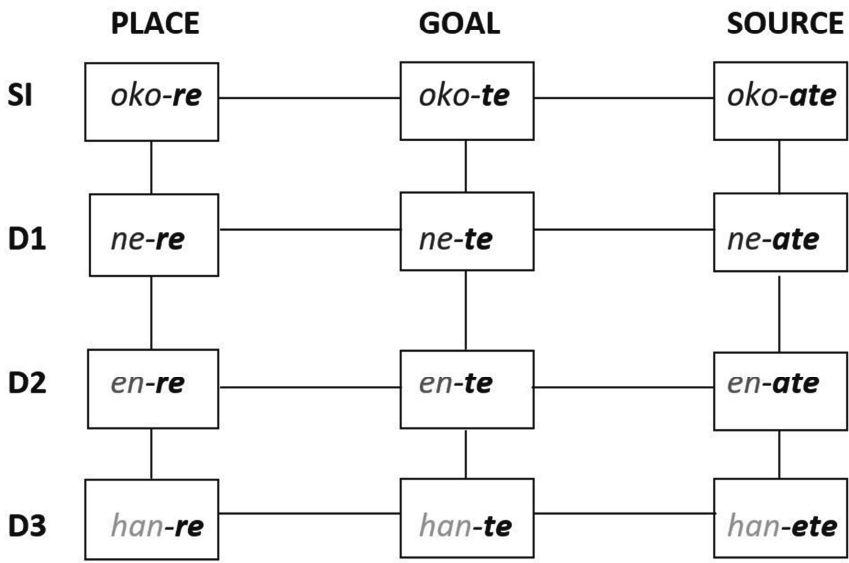 PLACE GOAL SOURCE
SI oko-re oko-te oko-ate
D1 ne-re ne-te ne-ate
D2 en-re en-te en-ate
D3 han-re han-te han-ete